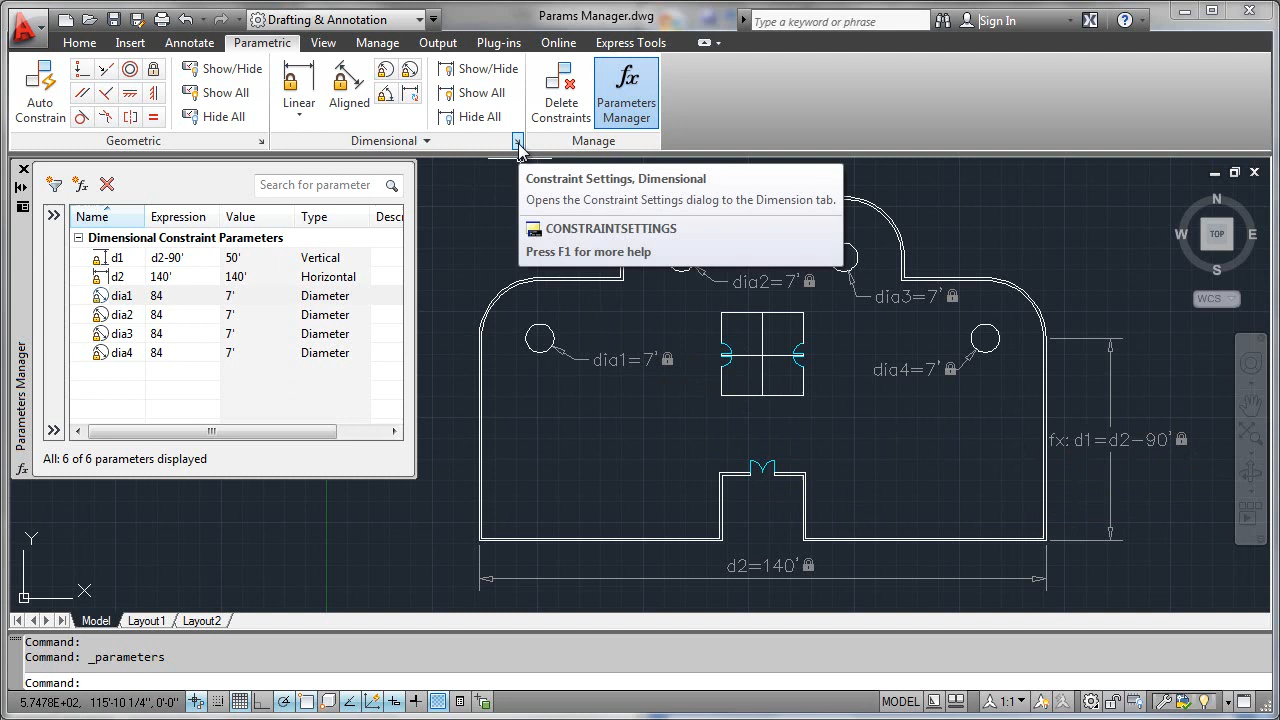 Drafting & Annotation
Params Manager.dwg
Type a keyword or phrase
Sign In
Home Insert Annotate Parametric View Manage Output Plug-ins Online Express Tools
Auto Constrain
Show/Hide
Show All
Hide All
Geometric
Linear
Aligned
Show/Hide
Show All
Hide All
Dimensional
Delete Constraints
fx
Parameters Manager
Manage
Constraint Settings, Dimensional
Opens the Constraint Settings dialog to the Dimension tab.
CONSTRAINTSETTINGS
Press F1 for more help
Search for parameter
Name Expression Value Type Descr
Dimensional Constraint Parameters
d1 d2-90' 50' Vertical
d2 140' 140' Horizontal
dia1 84 7' Diameter
dia2 84 7' Diameter
dia3 84 7' Diameter
dia4 84 7' Diameter
All: 6 of 6 parameters displayed
Parameters Manager
fx
N
W TOP E
S
WCS
dia2=7'
dia3=7'
dia1=7'
dia4=7'
fx: d1=d2-90'
d2=140'
Y
X
Model Layout1 Layout2
Command:
Command: _parameters
Command:
5.7478E+02, 115'-10 1/4", 0'-0"
MODEL
1:1